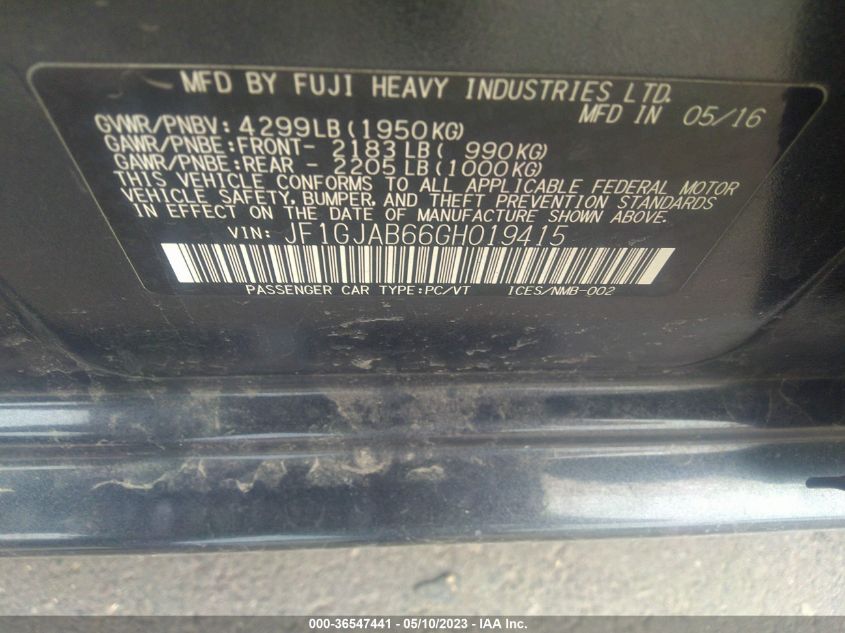 MFD BY FUJI HEAVY INDUSTRIES LTD.
MFD IN 05/16
GVWR/PNBV: 4299LB (1950KG)
GAWR/PNBE: FRONT- 2183LB ( 990KG)
GAWR/PNBE: REAR - 2205LB (1000KG)
THIS VEHICLE CONFORMS TO ALL APPLICABLE FEDERAL MOTOR
VEHICLE SAFETY, BUMPER, AND THEFT PREVENTION STANDARDS
IN EFFECT ON THE DATE OF MANUFACTURE SHOWN ABOVE.
VIN: JF1GJAB66GH019415
PASSENGER CAR TYPE:PC/VT ICES/NMB-002
000-36547441 - 05/10/2023 - IAA Inc.